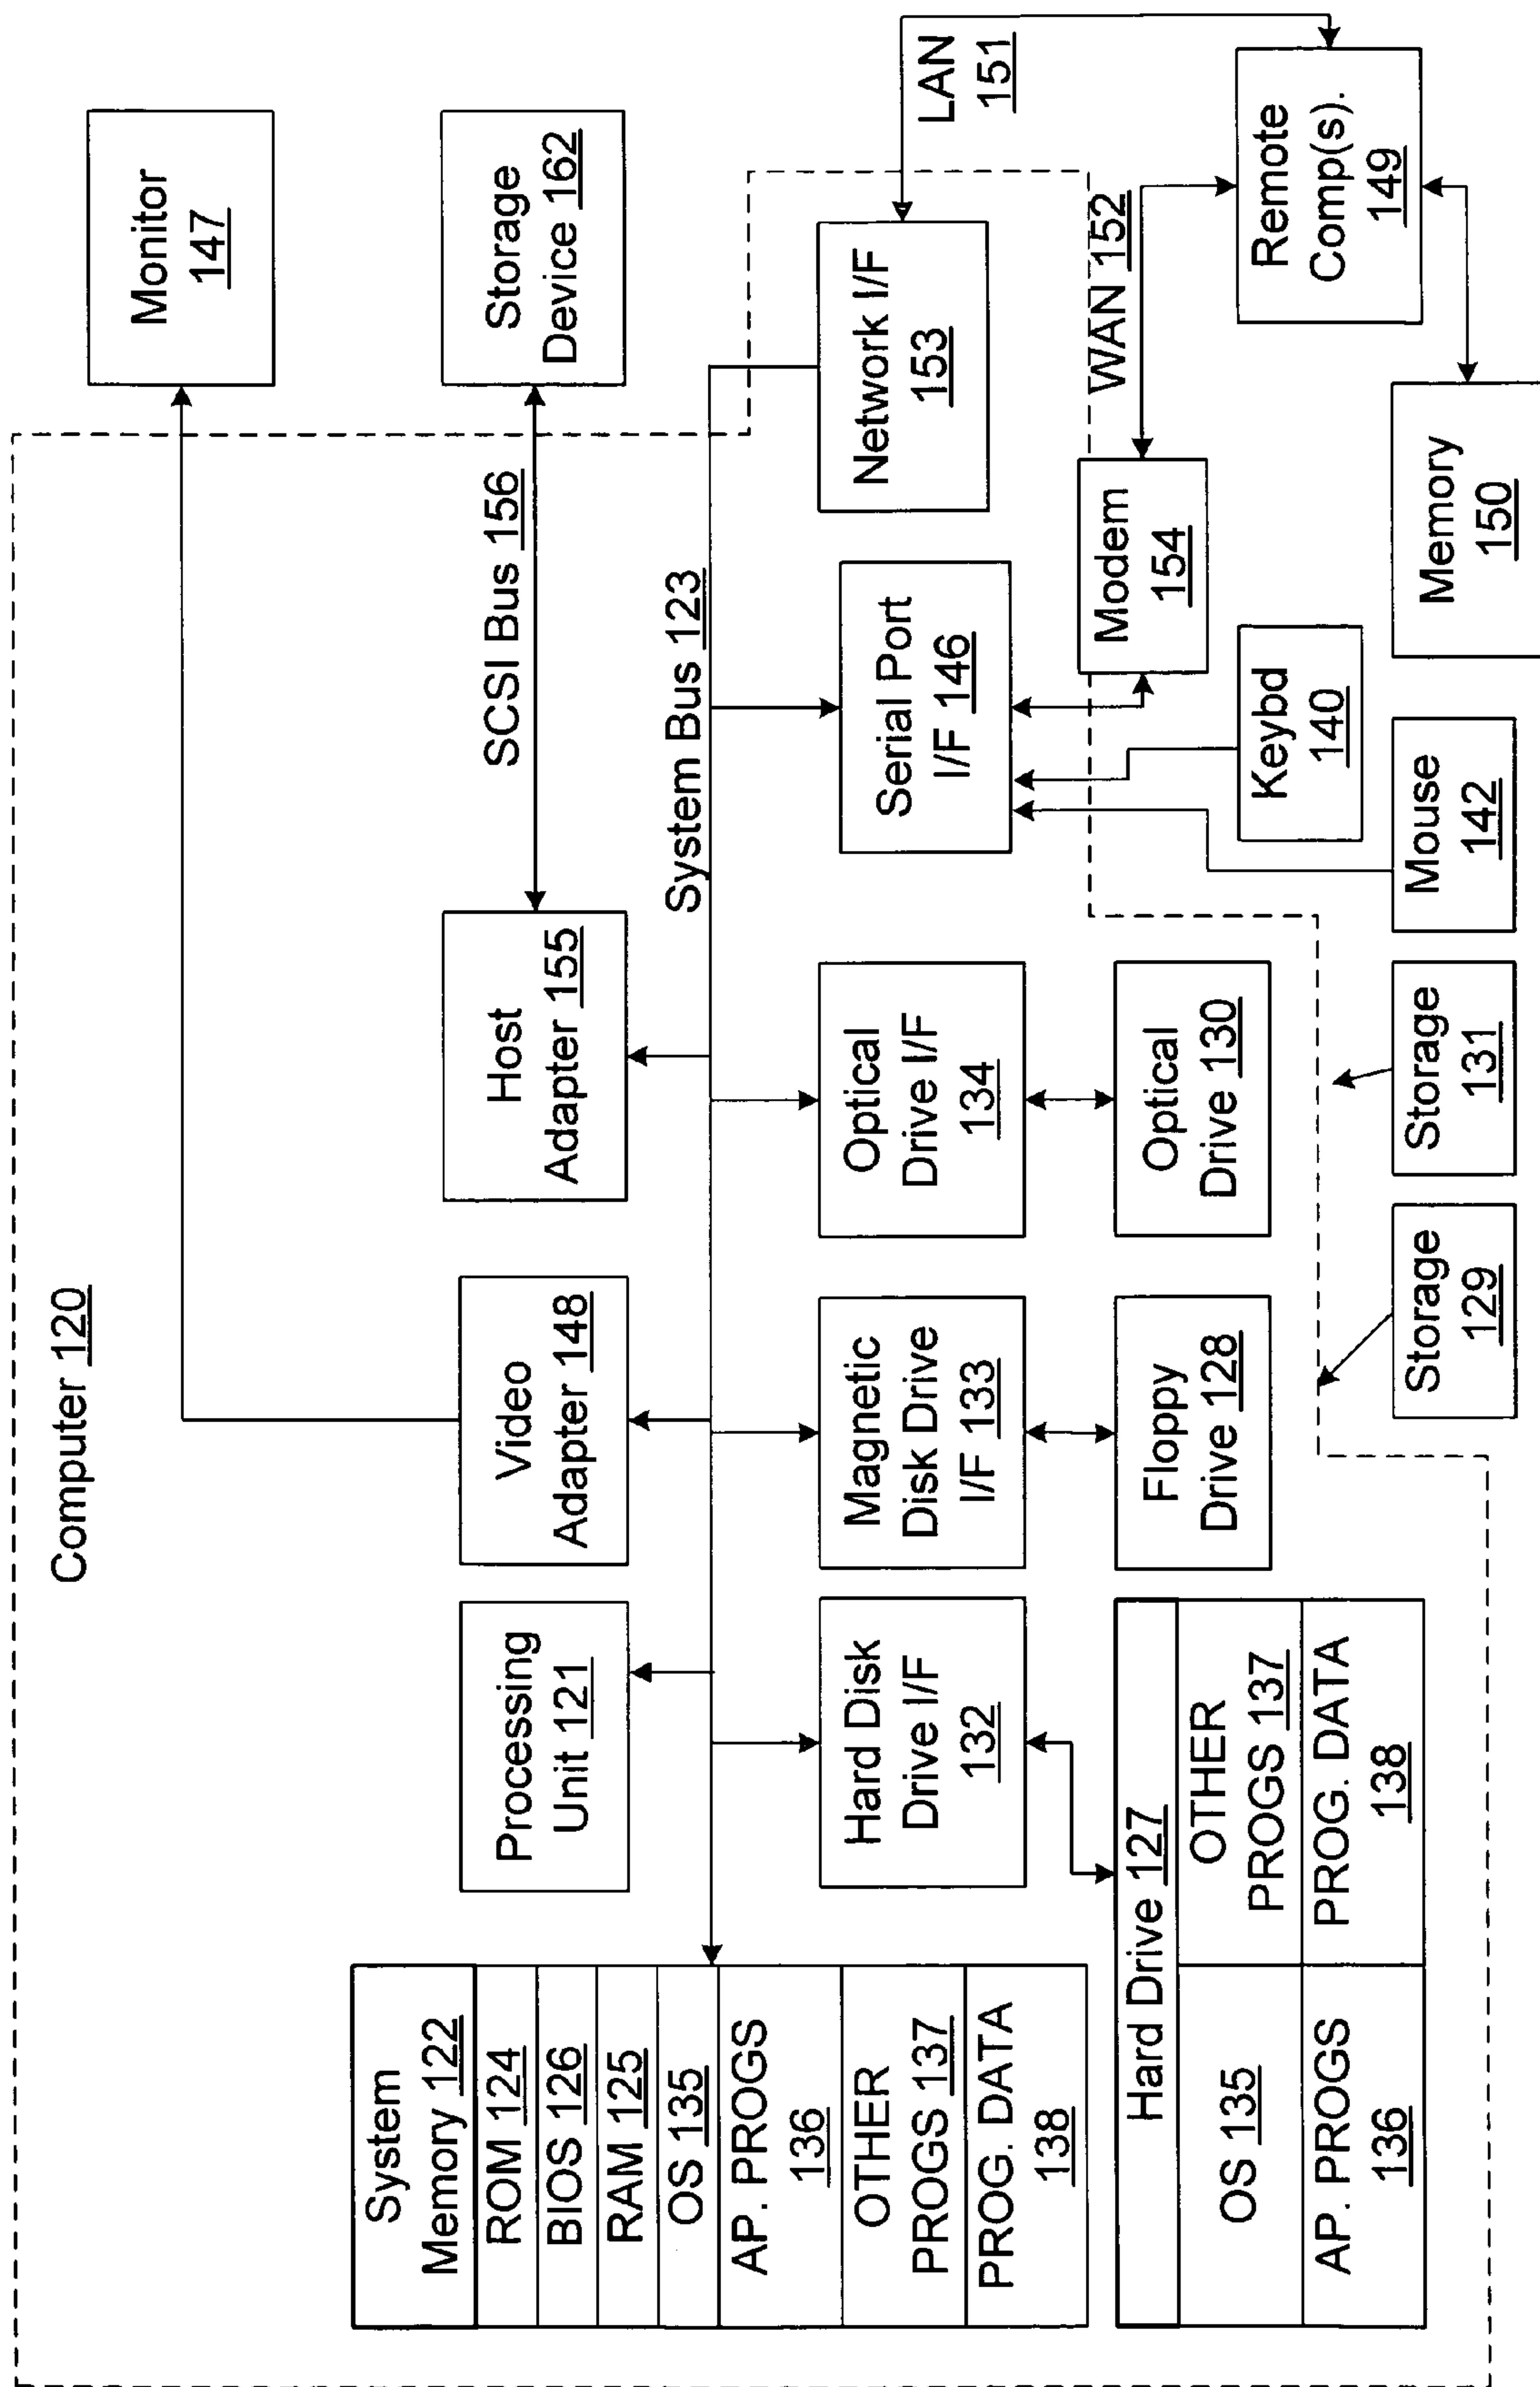 Computer 120
Monitor
147
System
Memory 122
ROM 124
BIOS 126
RAM 125
OS 135
AP. PROGS
136
OTHER
PROGS 137
PROG. DATA
138
Processing
Unit 121
Video
Adapter 148
Host
Adapter 155
SCSI Bus 156
Storage
Device 162
System Bus 123
Hard Disk
Drive I/F
132
Magnetic
Disk Drive
I/F 133
Optical
Drive I/F
134
Serial Port
I/F 146
Network I/F
153
LAN
151
Hard Drive 127
OS 135
OTHER
PROGS 137
AP. PROGS
136
PROG. DATA
138
Floppy
Drive 128
Optical
Drive 130
Modem
154
WAN 152
Keybd
140
Remote
Comp(s).
149
Storage
129
Storage
131
Mouse
142
Memory
150